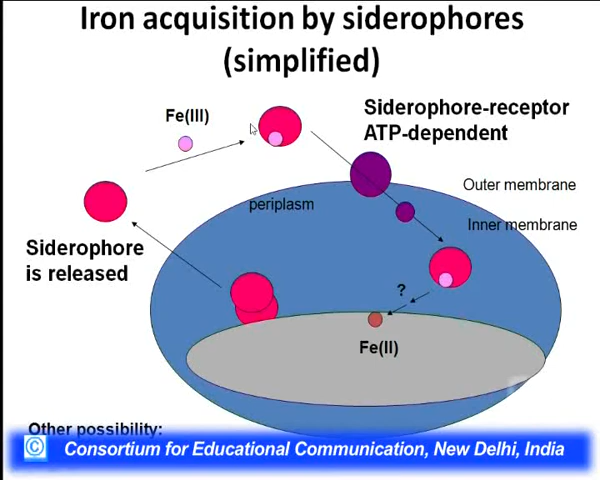 Iron acquisition by siderophores
(simplified)
Fe(III)
Siderophore-receptor
ATP-dependent
Outer membrane
periplasm
Inner membrane
Siderophore
is released
?
Fe(II)
Other possibility:
© Consortium for Educational Communication, New Delhi, India